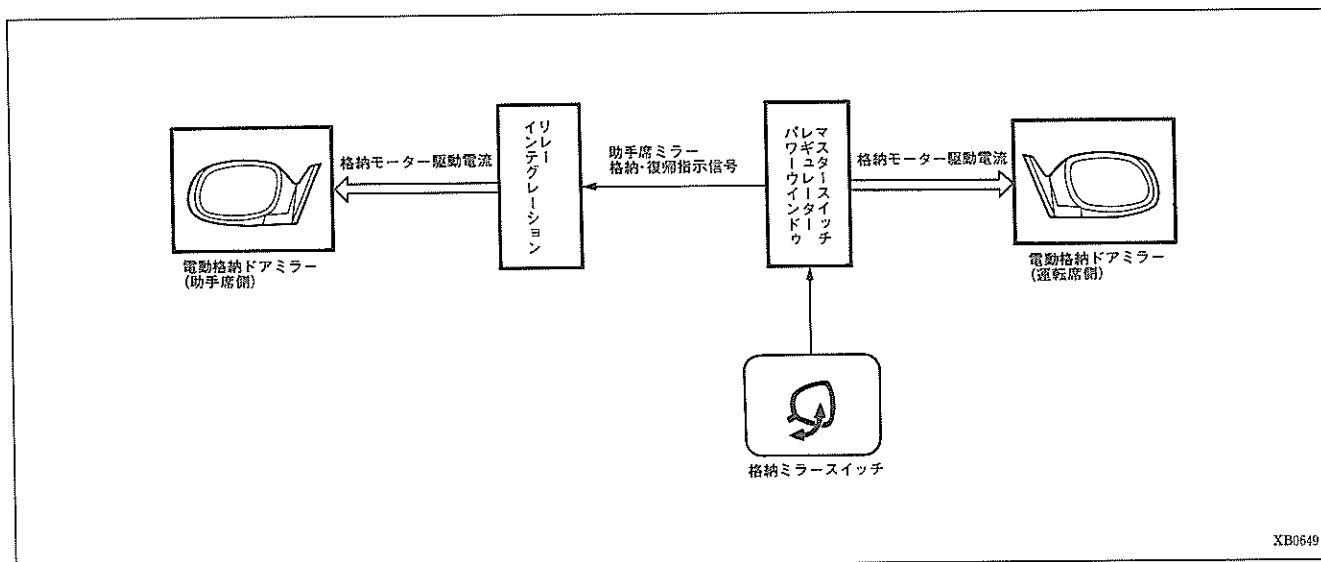 電動格納ドアミラー
(助手席側)
格納モーター駆動電流
リレー
インテグレーション
助手席ミラー
格納・復帰指示信号
マスタースイッチ
レギュレーター
パワーウインドゥ
格納モーター駆動電流
電動格納ドアミラー
(運転席側)
格納ミラースイッチ
XB0649